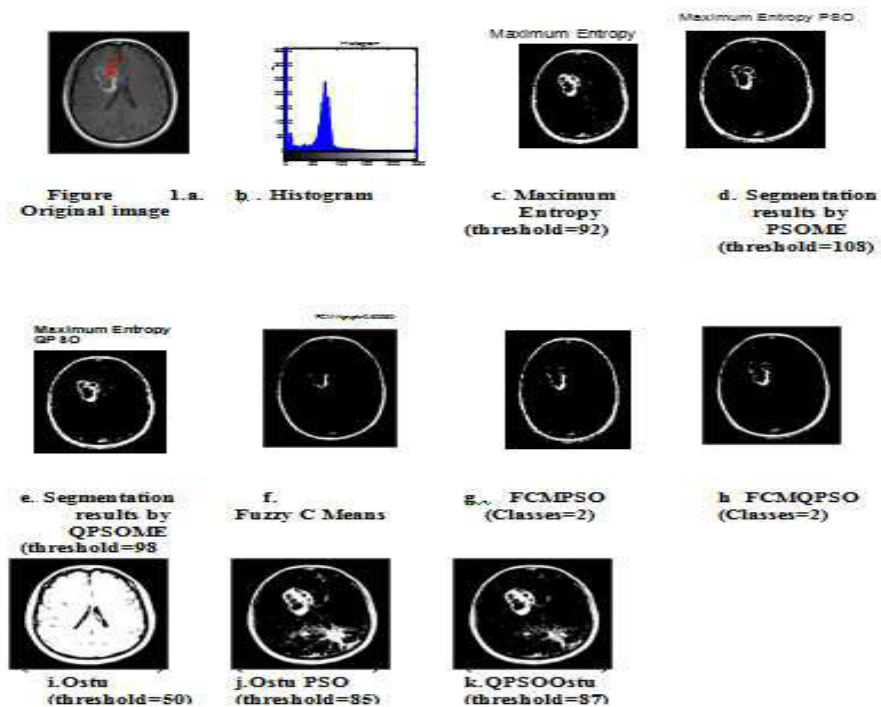 Maximum Entropy
Maximum Entropy PSO
Figure 1.a.
Original image
b . Histogram
c. Maximum
Entropy
(threshold=92)
d. Segmentation
results by
PSOME
(threshold=108)
Maximum Entropy
QPSO
e. Segmentation
results by
QPSOME
(threshold=98
f.
Fuzzy C Means
g. FCMPSO
(Classes=2)
h FCMQPSO
(Classes=2)
i.Ostu
(threshold=50)
j.Ostu PSO
(threshold=85)
k.QPSOOstu
(threshold=87)